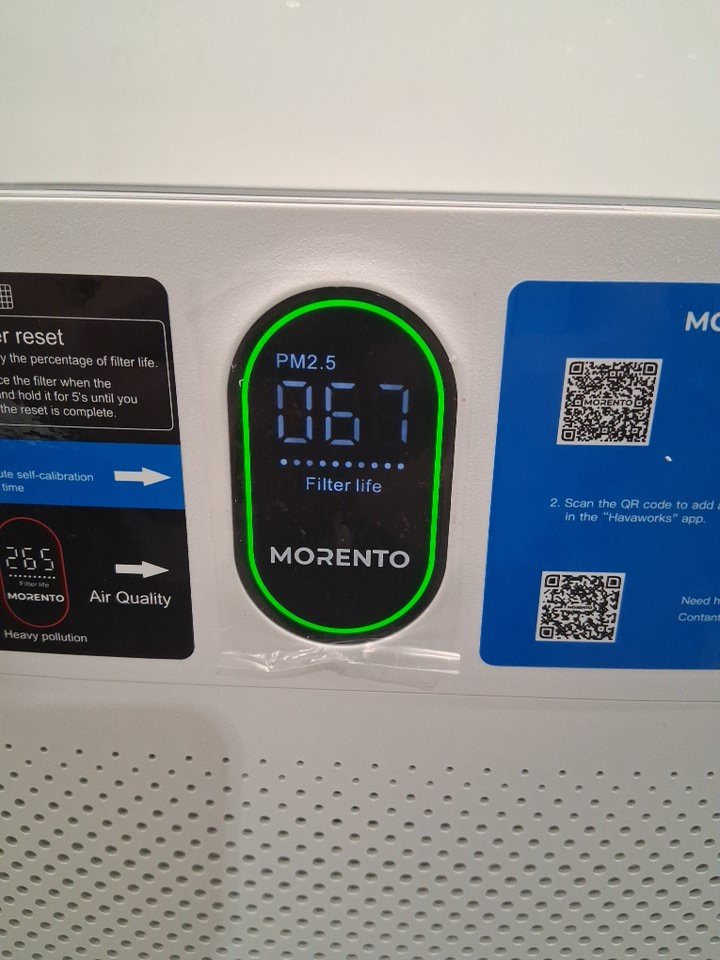 r reset
y the percentage of filter life.
ce the filter when the
and hold it for 5's until you
the reset is complete.
ute self-calibration
time
265
Filter life
MORENTO
Air Quality
Heavy pollution
PM2.5
067
Filter life
MORENTO
MO
MORENTO
2. Scan the QR code to add
in the "Havaworks" app.
Need h
Contant